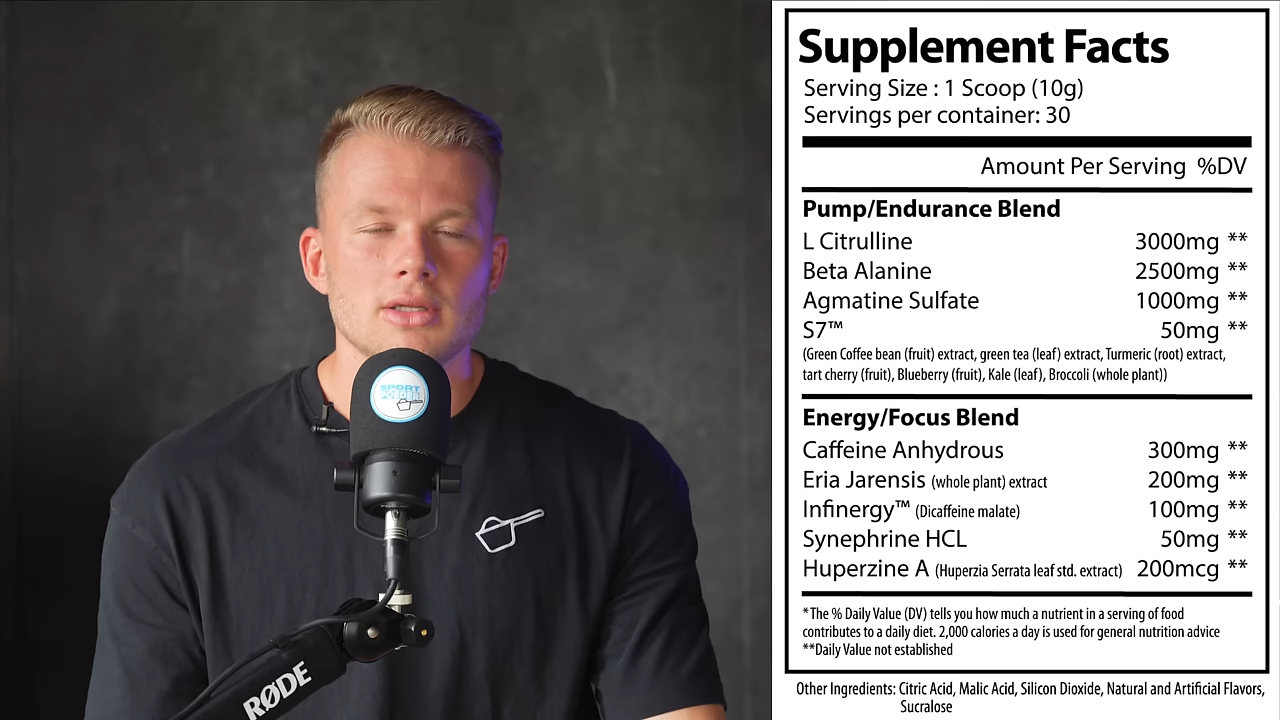 SPORT
POEDER
RØDE
Supplement Facts
Serving Size : 1 Scoop (10g)
Servings per container: 30
Amount Per Serving %DV
Pump/Endurance Blend
L Citrulline 3000mg **
Beta Alanine 2500mg **
Agmatine Sulfate 1000mg **
S7™ 50mg **
(Green Coffee bean (fruit) extract, green tea (leaf) extract, Turmeric (root) extract,
tart cherry (fruit), Blueberry (fruit), Kale (leaf), Broccoli (whole plant))
Energy/Focus Blend
Caffeine Anhydrous 300mg **
Eria Jarensis (whole plant) extract 200mg **
Infinergy™ (Dicaffeine malate) 100mg **
Synephrine HCL 50mg **
Huperzine A (Huperzia Serrata leaf std. extract) 200mcg **
*The % Daily Value (DV) tells you how much a nutrient in a serving of food
contributes to a daily diet. 2,000 calories a day is used for general nutrition advice
**Daily Value not established
Other Ingredients: Citric Acid, Malic Acid, Silicon Dioxide, Natural and Artificial Flavors,
Sucralose